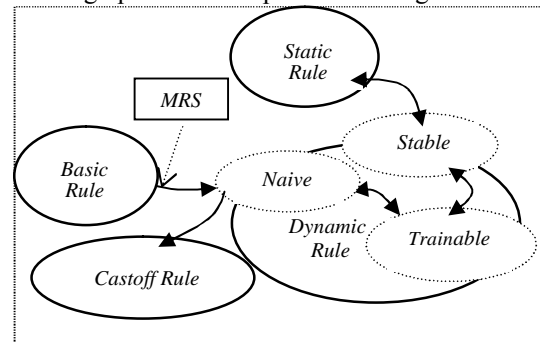 Static
Rule
MRS
Stable
Basic
Rule
Naive
Dynamic
Rule
Trainable
Castoff Rule